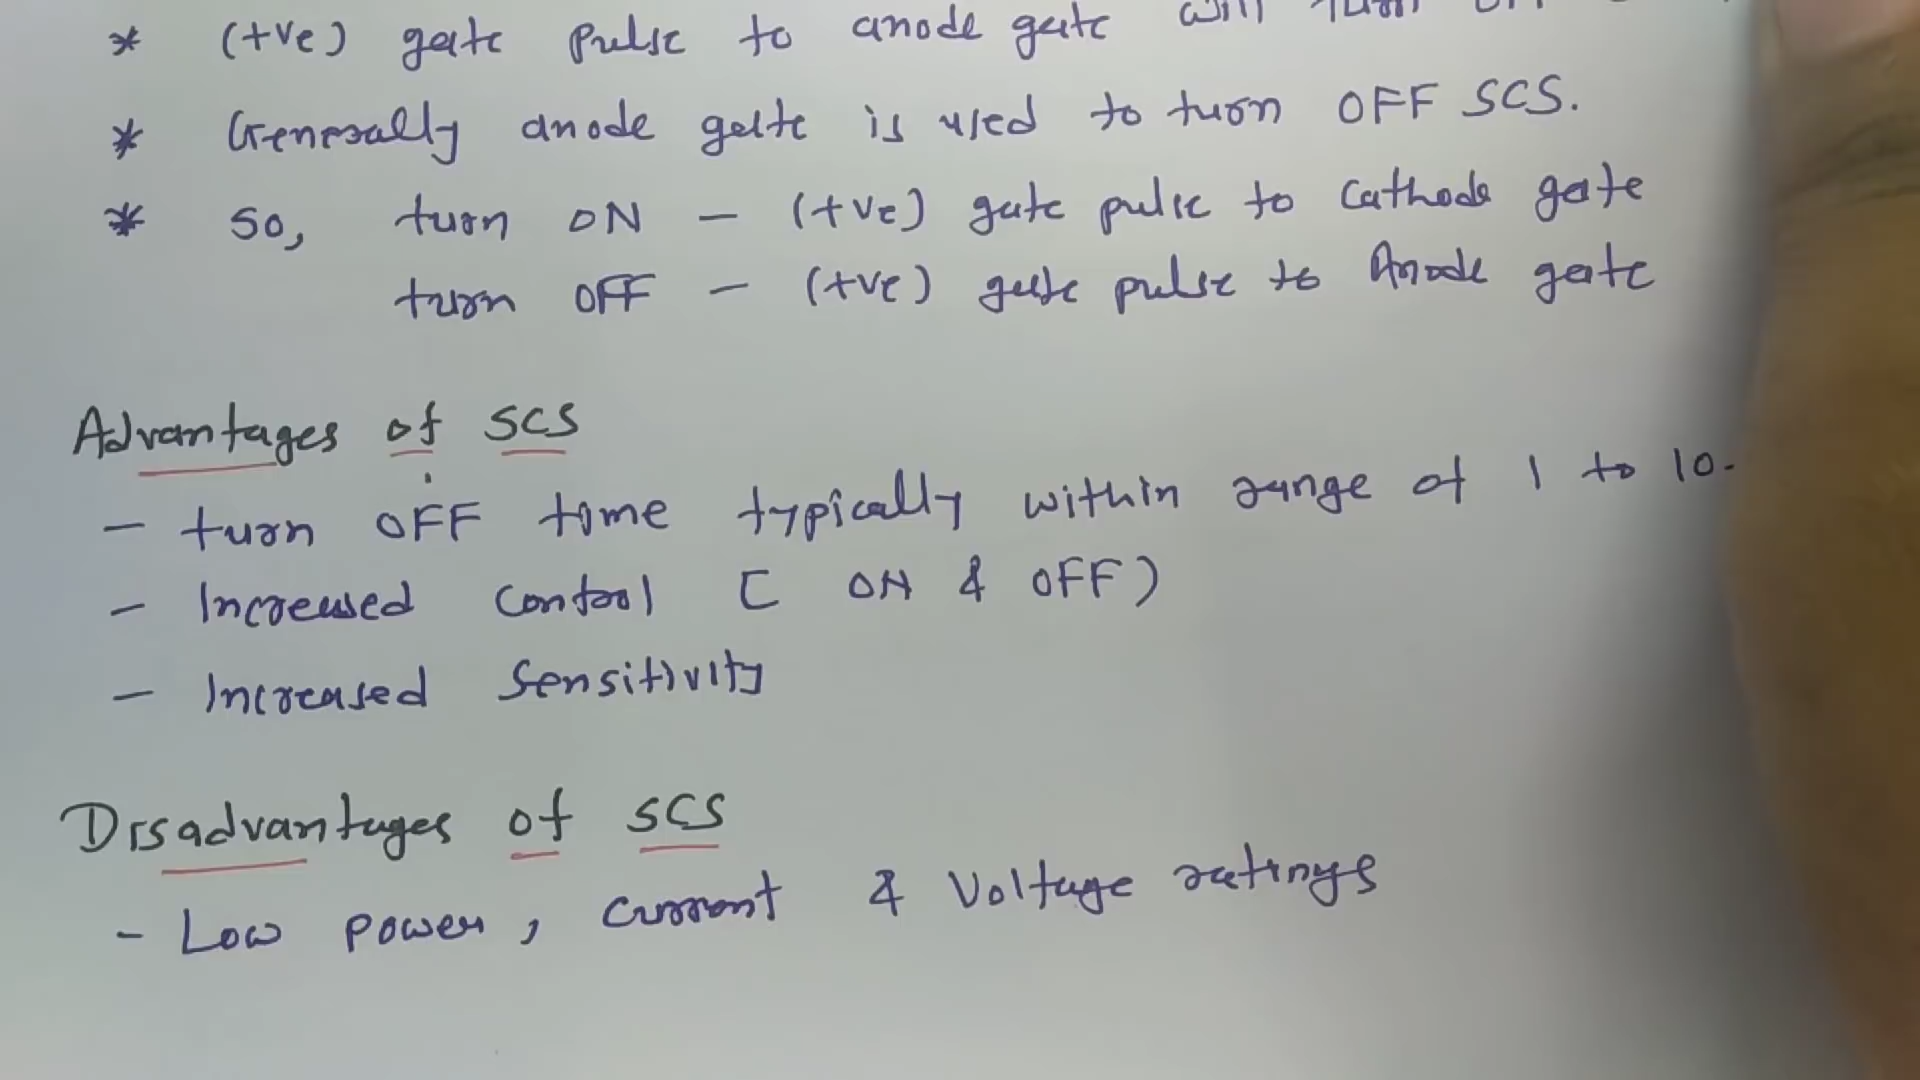 * (+ve) gate pulse to anode gate will turn
* Generally anode gate is used to turn OFF SCS.
* So, turn ON - (+ve) gate pulse to Cathode gate
turn OFF - (+ve) gate pulse to Anode gate
Advantages of SCS
- turn OFF time typically within range of 1 to 10.
- Increased Control [ ON & OFF)
- Increased Sensitivity
Disadvantages of SCS
- Low power, current & Voltage ratings